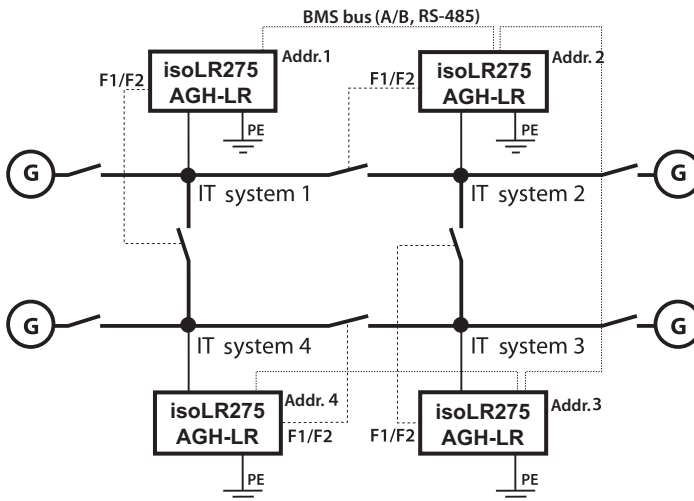 BMS bus (A/B, RS-485)
isoLR275
AGH-LR
Addr.1
F1/F2
PE
isoLR275
AGH-LR
Addr. 2
F1/F2
PE
G
IT system 1
IT system 2
G
G
IT system 4
IT system 3
G
isoLR275
AGH-LR
Addr. 4
F1/F2
PE
isoLR275
AGH-LR
Addr.3
F1/F2
PE